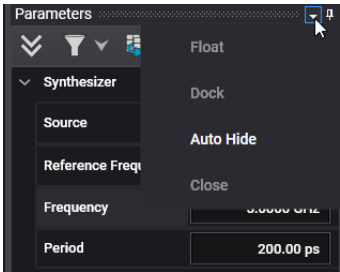 Parameters
Float
Synthesizer
Dock
Source
Auto Hide
Reference Frequ
Close
Frequency
Period
200.00 ps